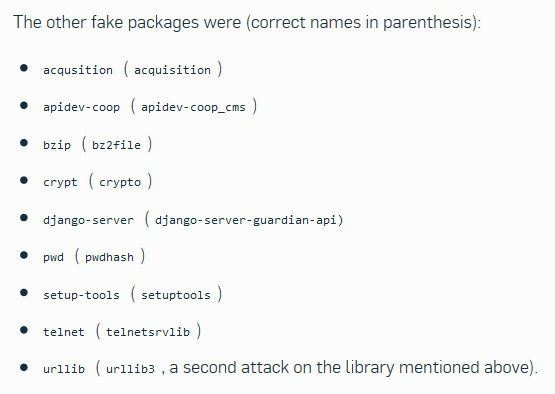 The other fake packages were (correct names in parenthesis):
acqusition ( acquisition )
apidev-coop ( apidev-coop_cms )
bzip ( bz2file )
crypt ( crypto )
django-server ( django-server-guardian-api)
pwd ( pwdhash )
setup-tools ( setuptools )
telnet ( telnetsrvlib )
urllib ( urllib3 , a second attack on the library mentioned above).